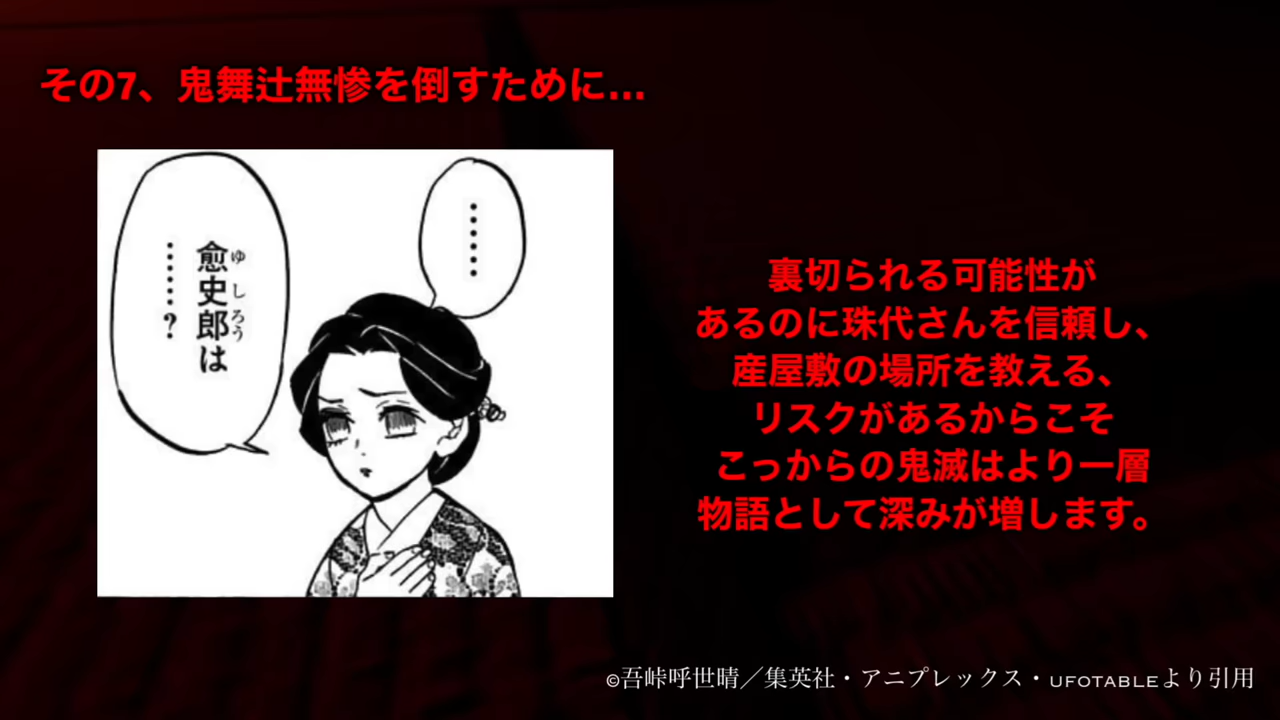 その7、鬼舞辻無惨を倒すために...
………
愈史郎は
ゆしろう
………?
裏切られる可能性が
あるのに珠代さんを信頼し、
産屋敷の場所を教える、
リスクがあるからこそ
こっからの鬼滅はより一層
物語として深みが増します。
©吾峠呼世晴／集英社・アニプレックス・UFOTABLEより引用